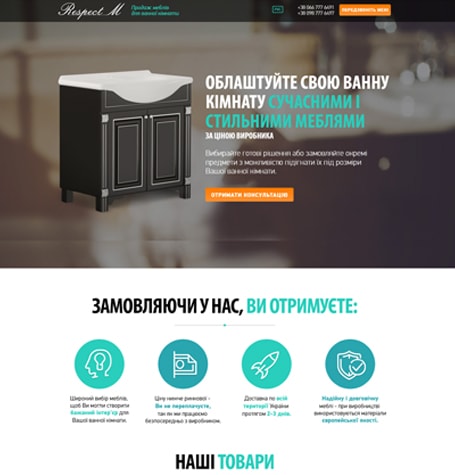 Respect M
Продаж меблів
для ванної кімнати
+38 066 777 6691
+38 098 777 6697
ПЕРЕДЗВОНІТЬ МЕНІ
ОБЛАШТУЙТЕ СВОЮ ВАННУ
КІМНАТУ СУЧАСНИМИ І
СТИЛЬНИМИ МЕБЛЯМИ
ЗА ЦІНОЮ ВИРОБНИКА
Вибирайте готові рішення або замовляйте окремі
предмети з можливістю підігнати їх під розміри
Вашої ванної кімнати.
ОТРИМАТИ КОНСУЛЬТАЦІЮ
ЗАМОВЛЯЮЧИ У НАС, ВИ ОТРИМУЄТЕ:
Широкий вибір меблів,
щоб Ви могли створити
бажаний інтер'єр для
Вашої ванної кімнати.
Ціну нижче ринкової -
Ви не переплачуєте,
так як ми працюємо
безпосередньо з виробником.
Доставка по всій
території України
протягом 2-3 днів.
Надійну і довговічну
меблі - при виробництві
використовуються матеріали
європейської якості.
НАШІ ТОВАРИ